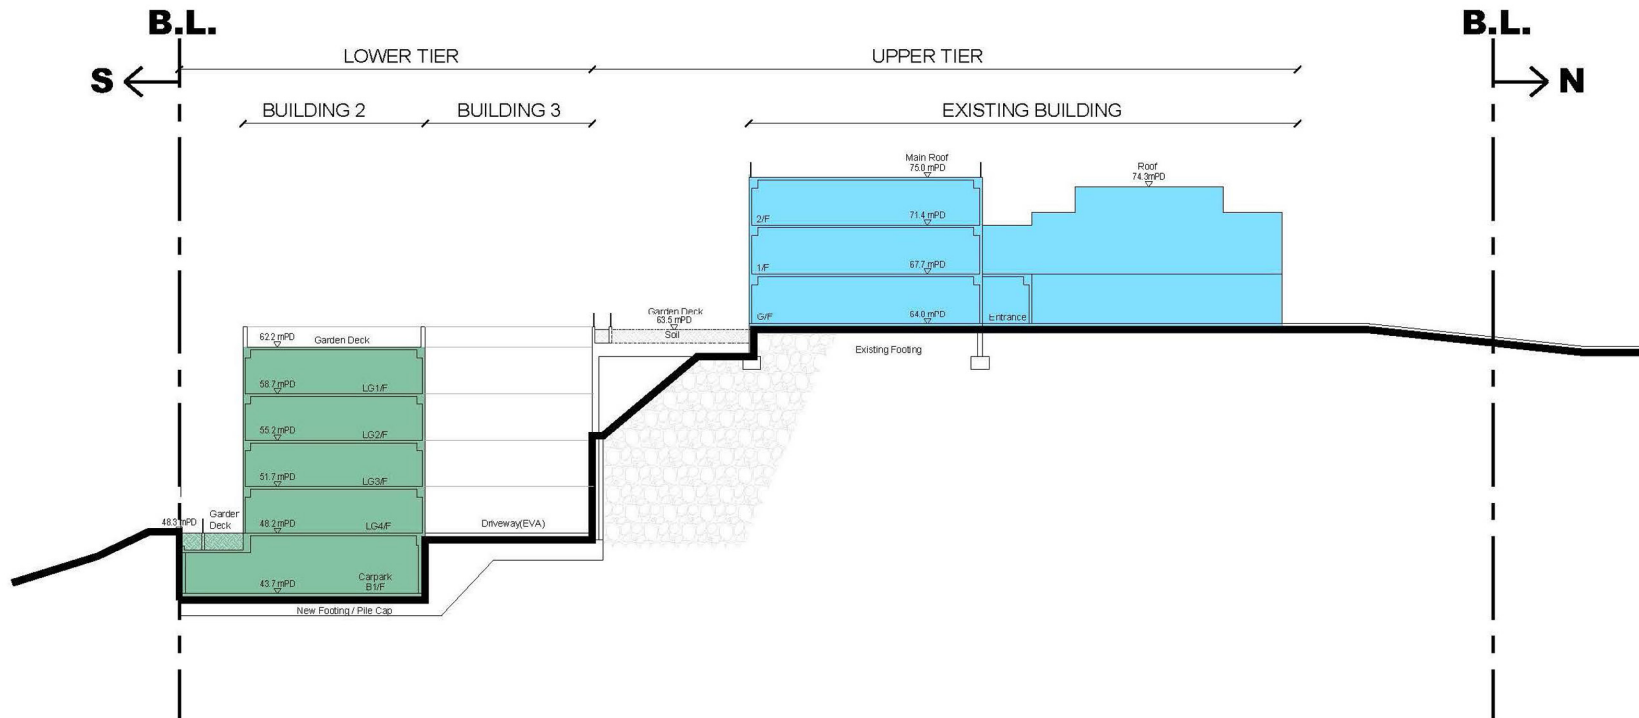 B.L.
B.L.
LOWER TIER
UPPER TIER
S
N
BUILDING 2
BUILDING 3
EXISTING BUILDING
Main Roof
75.0 mPD
Roof
74.3mPD
2/F
71.4 mPD
1/F
67.7 mPD
Garden Deck
63.5 mPD
Soil
G/F
64.0 mPD
Entrance
62.2 mPD
Garden Deck
Existing Footing
58.7 mPD
LG1/F
55.2 mPD
LG2/F
51.7 mPD
LG3/F
48.3 mPD
Garder
Deck
48.2 mPD
LG4/F
Driveway(EVA)
43.7 mPD
Carpark
B1/F
New Footing / Pile Cap